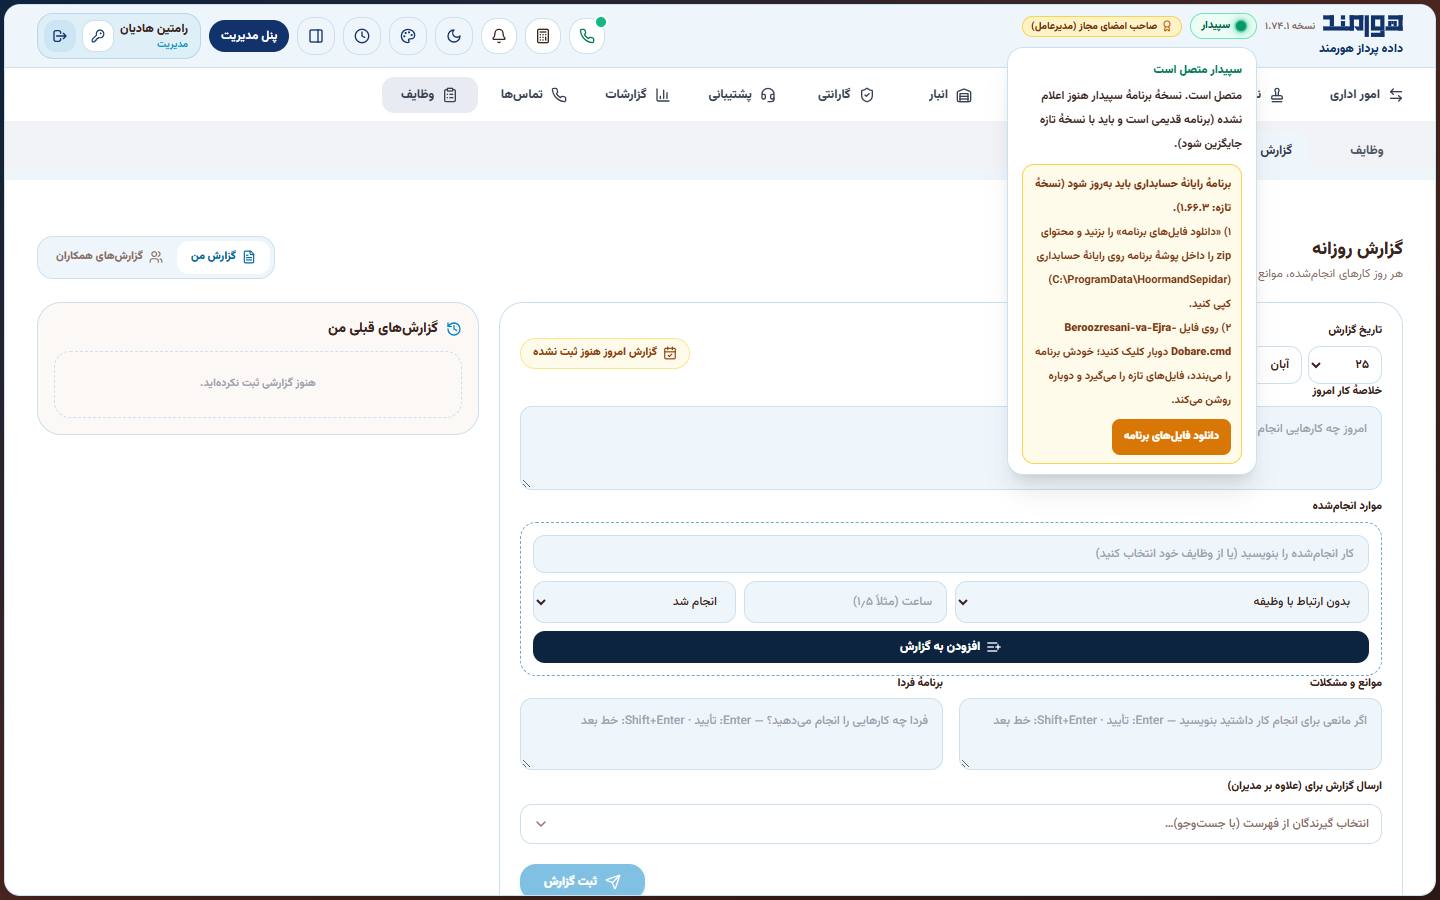 هورمند
داده پرداز هورمند
نسخه ۱.۷۴.۱
سپیدار
صاحب امضای مجاز (مدیرعامل)
پنل مدیریت
رامتین هادیان
مدیریت
امور اداری
انبار
گارانتی
پشتیبانی
گزارشات
تماس‌ها
وظایف
وظایف
گزارش
سپیدار متصل است
متصل است. نسخهٔ برنامهٔ سپیدار هنوز اعلام
نشده (برنامه قدیمی است و باید با نسخهٔ تازه
جایگزین شود).
برنامهٔ رایانهٔ حسابداری باید به‌روز شود (نسخهٔ
تازه: ۱.۶۶.۳).
۱) «دانلود فایل‌های برنامه» را بزنید و محتوای
zip را داخل پوشهٔ برنامه روی رایانهٔ حسابداری
(C:\ProgramData\HoormandSepidar)
کپی کنید.
۲) روی فایل Beroozresani-va-Ejra-
Dobare.cmd دوبار کلیک کنید؛ خودش برنامه
را می‌بندد، فایل‌های تازه را می‌گیرد و دوباره
روشن می‌کند.
دانلود فایل‌های برنامه
گزارش روزانه
هر روز کارهای انجام‌شده، موانع
گزارش من
گزارش‌های همکاران
تاریخ گزارش
۲۵
آبان
گزارش امروز هنوز ثبت نشده
خلاصهٔ کار امروز
امروز چه کارهایی انجام
موارد انجام‌شده
کار انجام‌شده را بنویسید (یا از وظایف خود انتخاب کنید)
بدون ارتباط با وظیفه
ساعت (مثلاً ۱٫۵)
انجام شد
افزودن به گزارش
موانع و مشکلات
اگر مانعی برای انجام کار داشتید بنویسید — Enter: تأیید · Shift+Enter: خط بعد
برنامهٔ فردا
فردا چه کارهایی را انجام می‌دهید؟ — Enter: تأیید · Shift+Enter: خط بعد
ارسال گزارش برای (علاوه بر مدیران)
انتخاب گیرندگان از فهرست (با جست‌وجو)...
ثبت گزارش
گزارش‌های قبلی من
هنوز گزارشی ثبت نکرده‌اید.